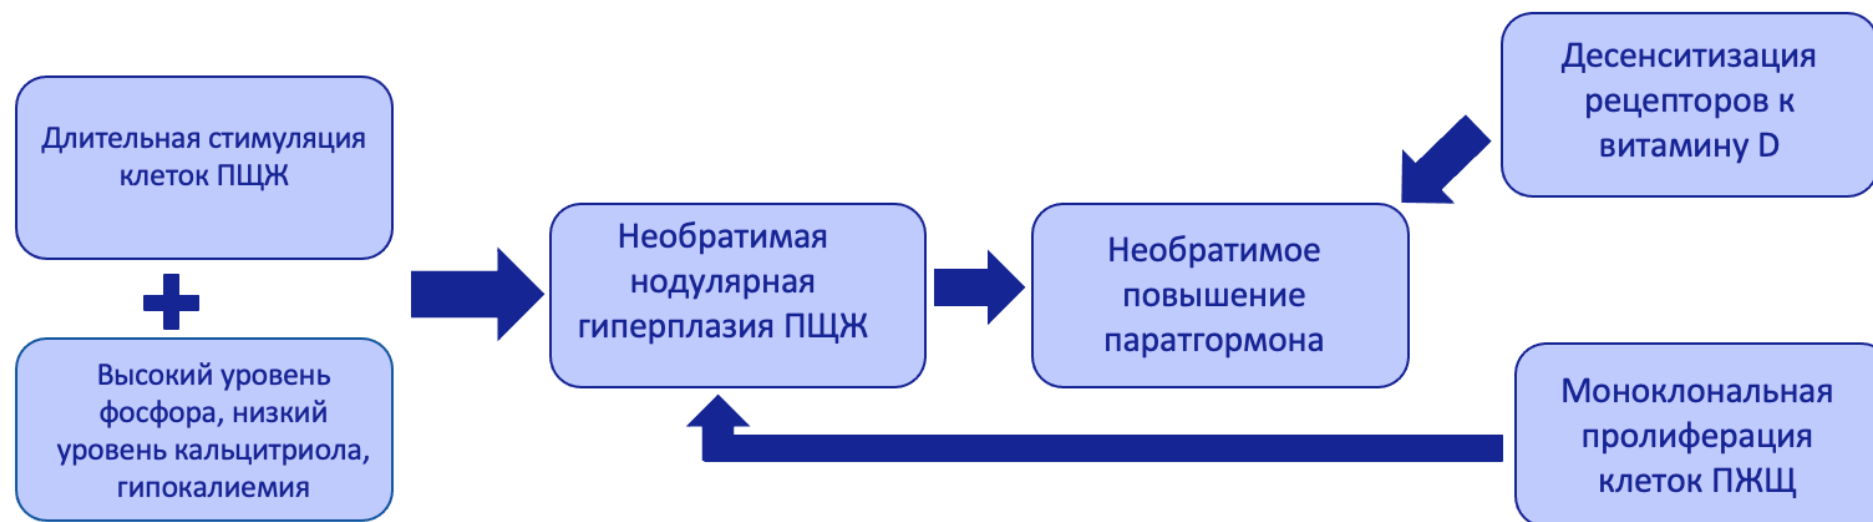 Длительная стимуляция
клеток ПЩЖ
Высокий уровень
фосфора, низкий
уровень кальцитриола,
гипокалиемия
Необратимая
нодулярная
гиперплазия ПЩЖ
Необратимое
повышение
паратгормона
Десенситизация
рецепторов к
витамину D
Моноклональная
пролиферация
клеток ПЖЩ